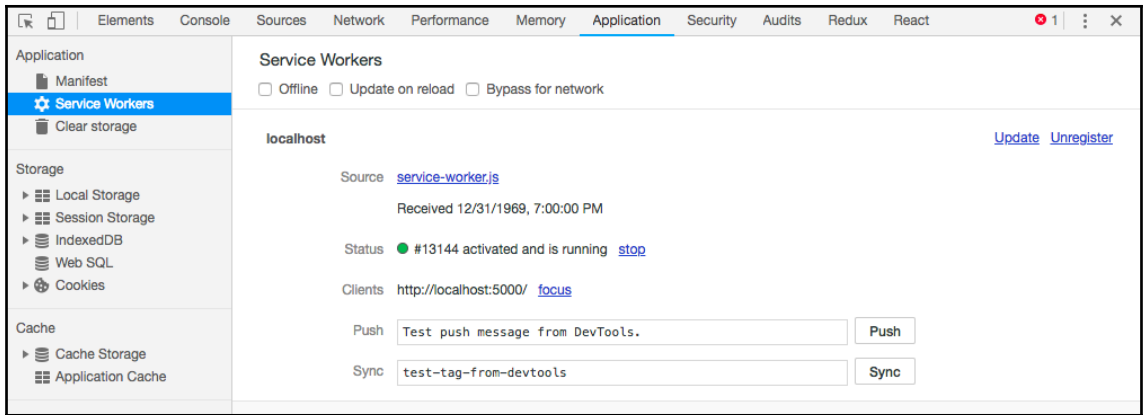 Elements Console Sources Network Performance Memory Application Security Audits Redux React 1
Application
Manifest
Service Workers
Clear storage
Storage
Local Storage
Session Storage
IndexedDB
Web SQL
Cookies
Cache
Cache Storage
Application Cache
Service Workers
Offline Update on reload Bypass for network
localhost Update Unregister
Source service-worker.js
Received 12/31/1969, 7:00:00 PM
Status #13144 activated and is running stop
Clients http://localhost:5000/ focus
Push Test push message from DevTools. Push
Sync test-tag-from-devtools Sync